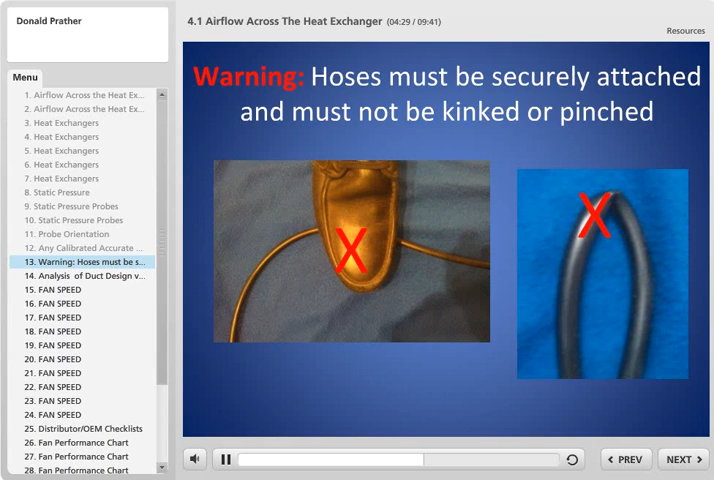 Donald Prather
4.1 Airflow Across The Heat Exchanger (04:29 / 09:41)
Resources
Menu
1. Airflow Across the Heat Ex...
2. Airflow Across the Heat Ex...
3. Heat Exchangers
4. Heat Exchangers
5. Heat Exchangers
6. Heat Exchangers
7. Heat Exchangers
8. Static Pressure
9. Static Pressure Probes
10. Static Pressure Probes
11. Probe Orientation
12. Any Calibrated Accurate ...
13. Warning: Hoses must be s...
14. Analysis of Duct Design v...
15. FAN SPEED
16. FAN SPEED
17. FAN SPEED
18. FAN SPEED
19. FAN SPEED
20. FAN SPEED
21. FAN SPEED
22. FAN SPEED
23. FAN SPEED
24. FAN SPEED
25. Distributor/OEM Checklists
26. Fan Performance Chart
27. Fan Performance Chart
28. Fan Performance Chart
Warning: Hoses must be securely attached
and must not be kinked or pinched
X
X
PREV
NEXT